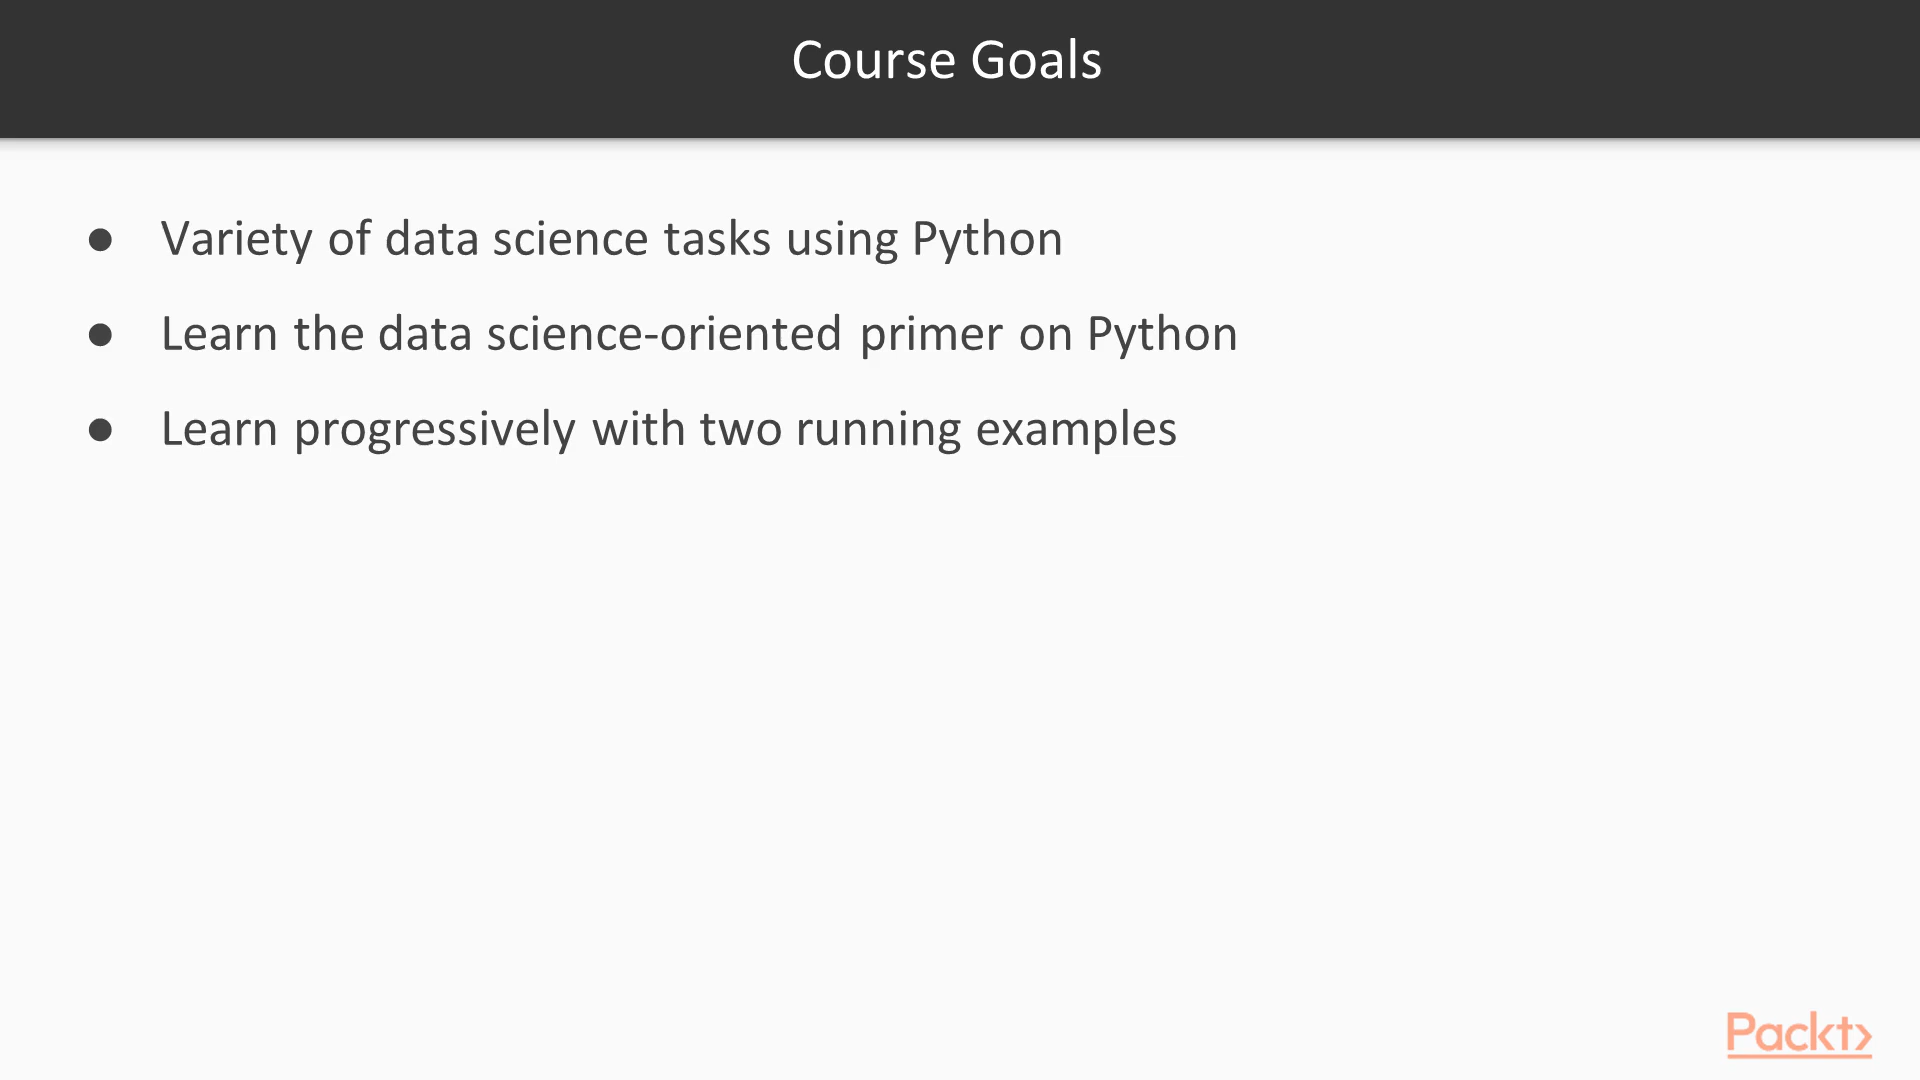 Course Goals
● Variety of data science tasks using Python
● Learn the data science-oriented primer on Python
● Learn progressively with two running examples
Packt>